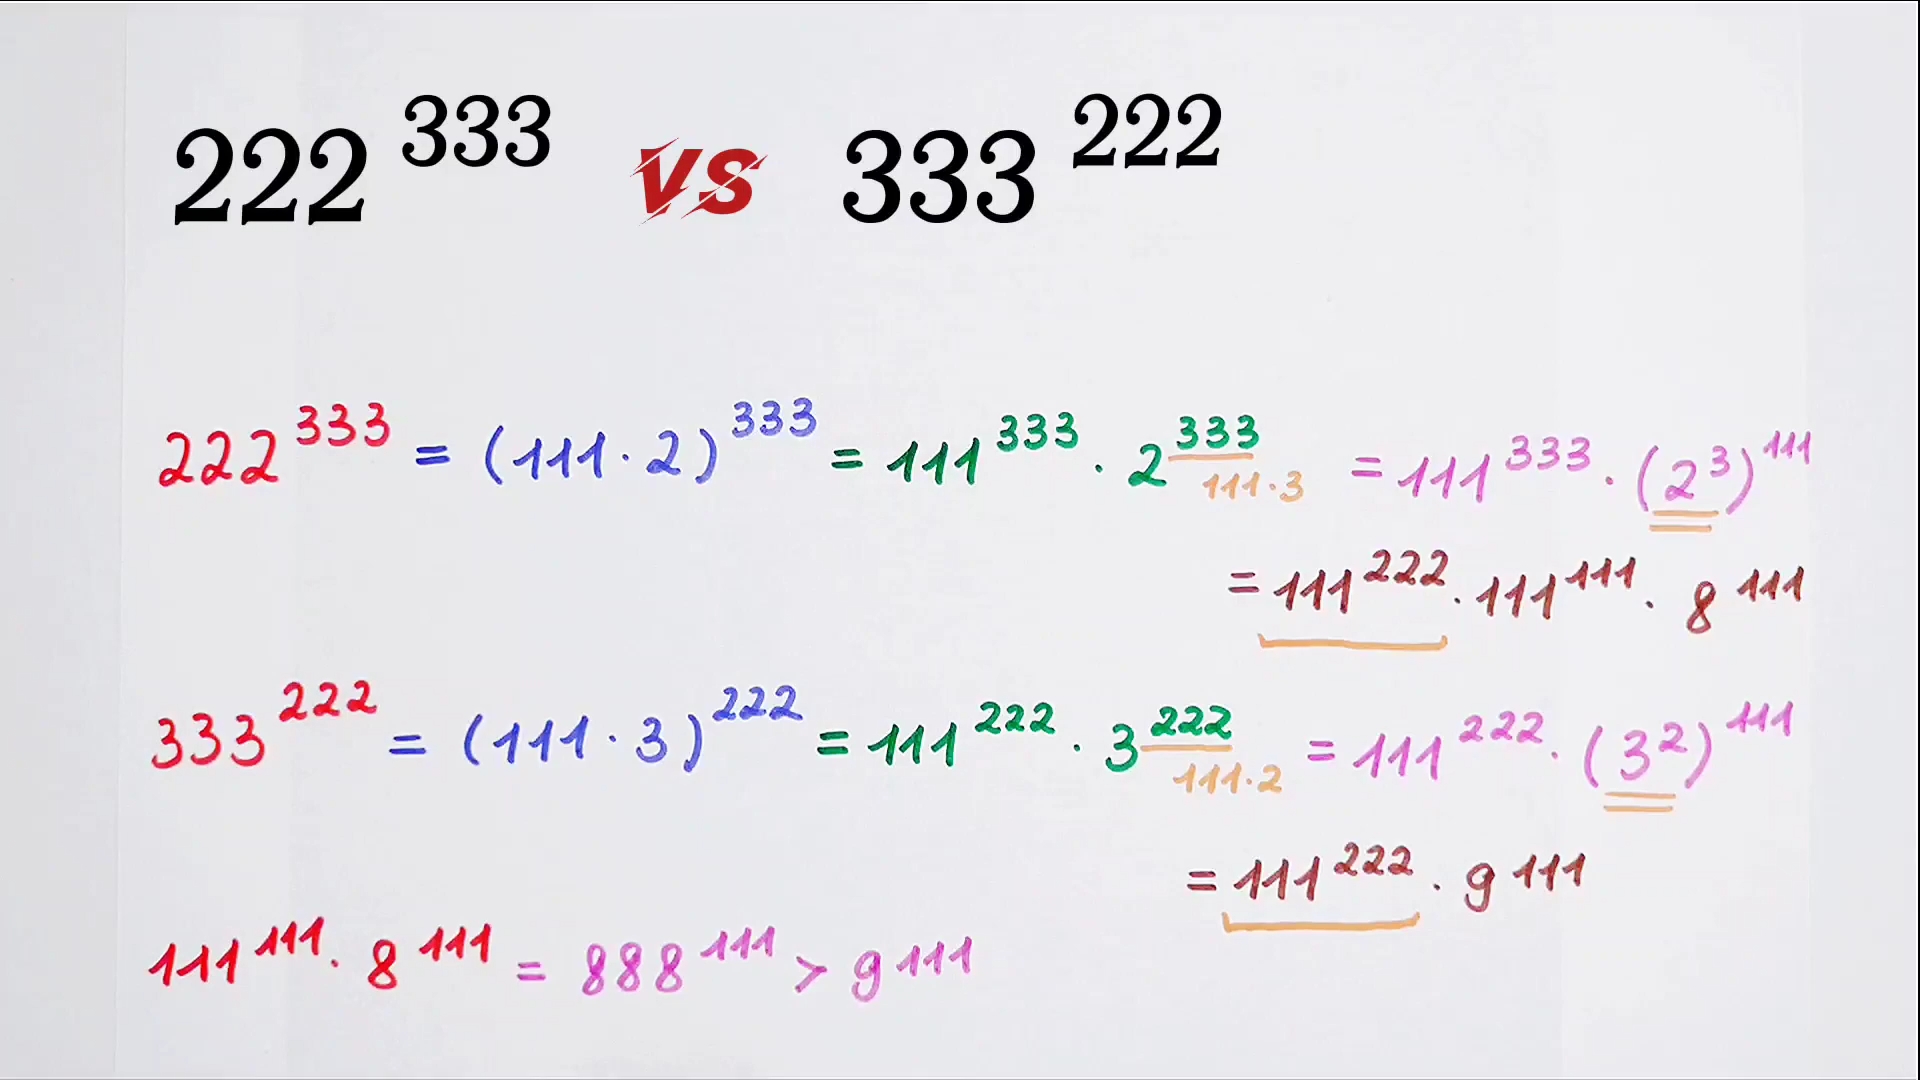 222^333 VS 333^222
222^333 = (111·2)^333 = 111^333 · 2^333 = 111^333 · (2^3)^111
111·3
= 111^222 · 111^111 · 8^111
333^222 = (111·3)^222 = 111^222 · 3^222 = 111^222 · (3^2)^111
111·2
= 111^222 · 9^111
111^111 · 8^111 = 888^111 > 9^111